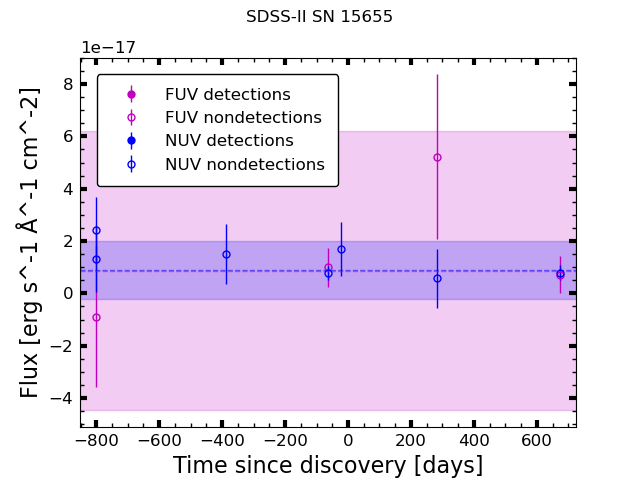 SDSS-II SN 15655
1e−17
FUV detections
FUV nondetections
NUV detections
NUV nondetections
8
6
4
2
0
−2
−4
Flux [erg s^-1 Å^-1 cm^-2]
−800 −600 −400 −200 0 200 400 600
Time since discovery [days]